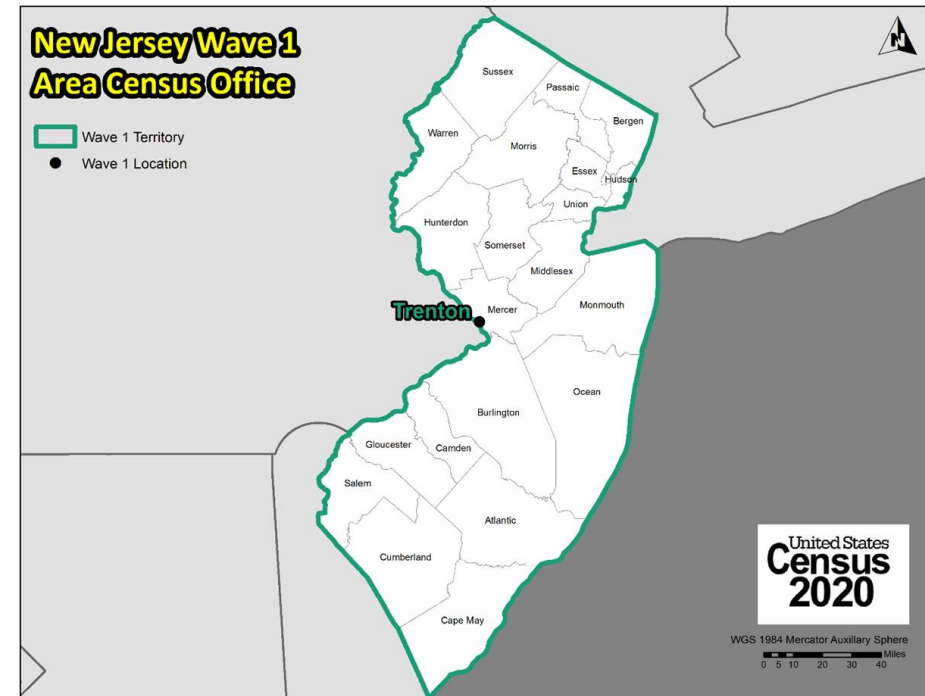 New Jersey Wave 1
Area Census Office
Wave 1 Territory
Wave 1 Location
N
Sussex
Passaic
Bergen
Warren
Morris
Essex
Hudson
Union
Hunterdon
Somerset
Middlesex
Trenton
Mercer
Monmouth
Ocean
Burlington
Gloucester
Camden
Salem
Atlantic
Cumberland
Cape May
United States
Census
2020
WGS 1984 Mercator Auxillary Sphere
Miles
0 5 10 20 30 40